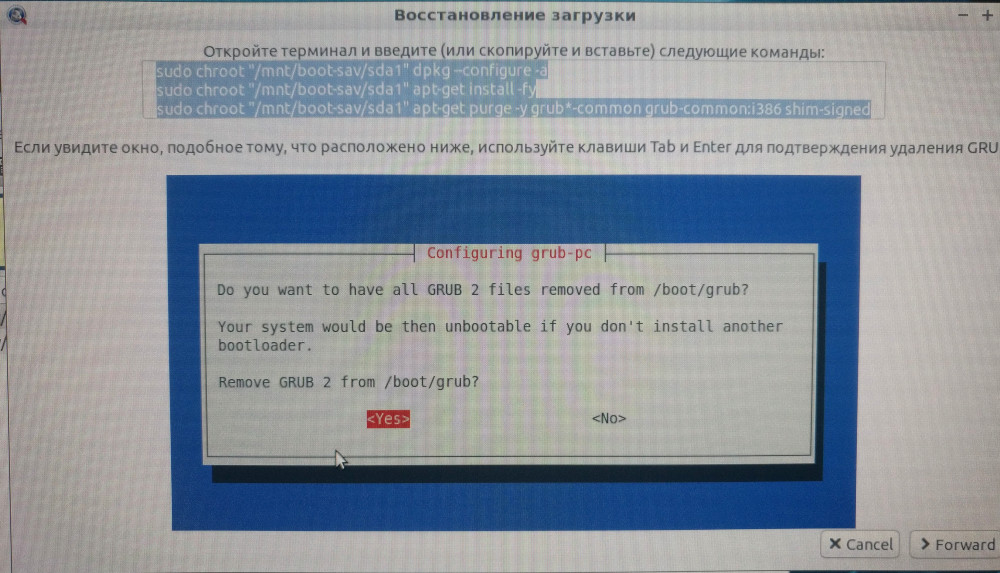 Восстановление загрузки
Откройте терминал и введите (или скопируйте и вставьте) следующие команды:
sudo chroot "/mnt/boot-sav/sda1" dpkg --configure -a
sudo chroot "/mnt/boot-sav/sda1" apt-get install -fy
sudo chroot "/mnt/boot-sav/sda1" apt-get purge -y grub*-common grub-common:i386 shim-signed
Если увидите окно, подобное тому, что расположено ниже, используйте клавиши Tab и Enter для подтверждения удаления GRU
Configuring grub-pc
Do you want to have all GRUB 2 files removed from /boot/grub?
Your system would be then unbootable if you don't install another
bootloader.
Remove GRUB 2 from /boot/grub?
<Yes> <No>
Cancel Forward